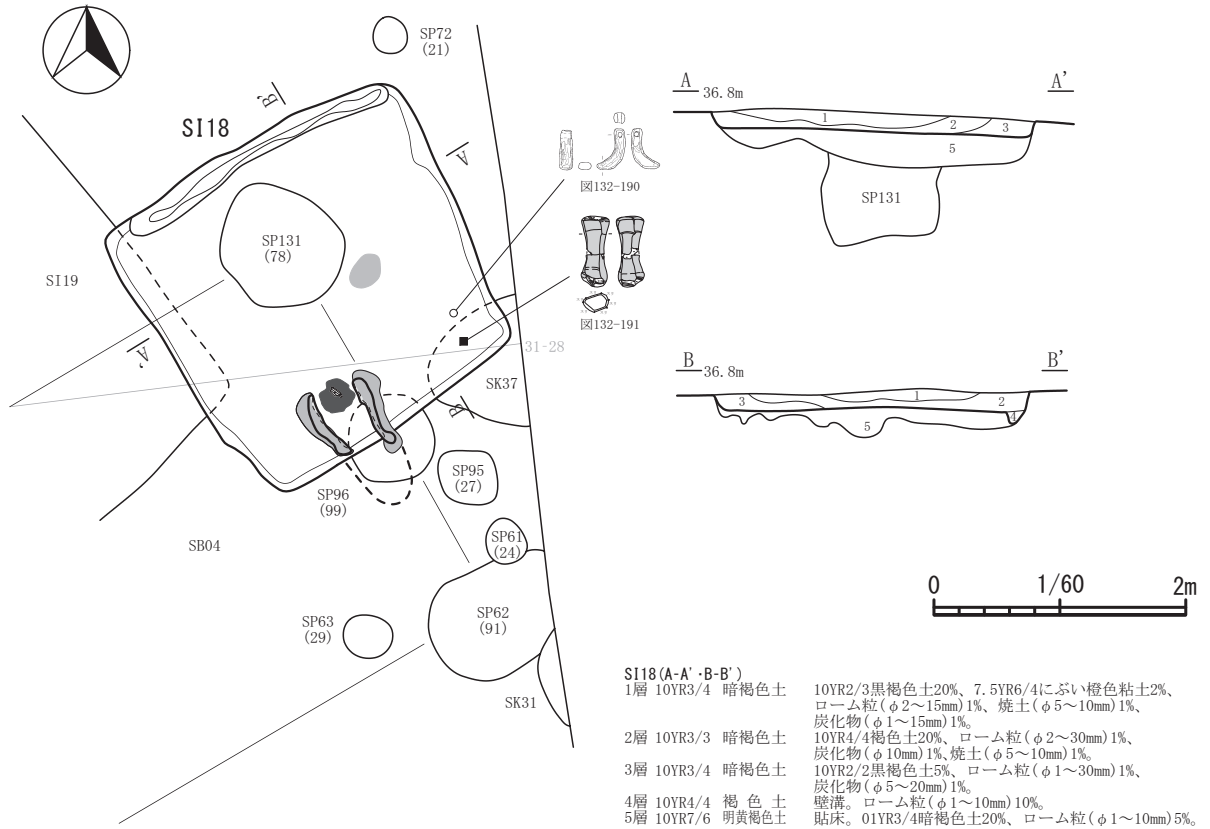 SP72
(21)
B'
SI18
A
SP131
(78)
SI19
A'
図132-190
図132-191
31-28
SK37
B
SP95
(27)
SP96
(99)
SB04
SP61
(24)
SP62
(91)
SP63
(29)
SK31
A 36.8m A'
1
2
3
5
SP131
B 36.8m B'
3
1
2
4
5
0 1/60 2m
SI18(A-A'・B-B')
1層 10YR3/4 暗褐色土 10YR2/3黒褐色土20%、7.5YR6/4にぶい橙色粘土2%、
ローム粒(φ2～15mm)1%、焼土(φ5～10mm)1%、
炭化物(φ1～15mm)1%。
2層 10YR3/3 暗褐色土 10YR4/4褐色土20%、ローム粒(φ2～30mm)1%、
炭化物(φ10mm)1%、焼土(φ5～10mm)1%。
3層 10YR3/4 暗褐色土 10YR2/2黒褐色土5%、ローム粒(φ1～30mm)1%、
炭化物(φ5～20mm)1%。
4層 10YR4/4 褐 色 土 壁溝。ローム粒(φ1～10mm)10%。
5層 10YR7/6 明黄褐色土 貼床。01YR3/4暗褐色土20%、ローム粒(φ1～10mm)5%。